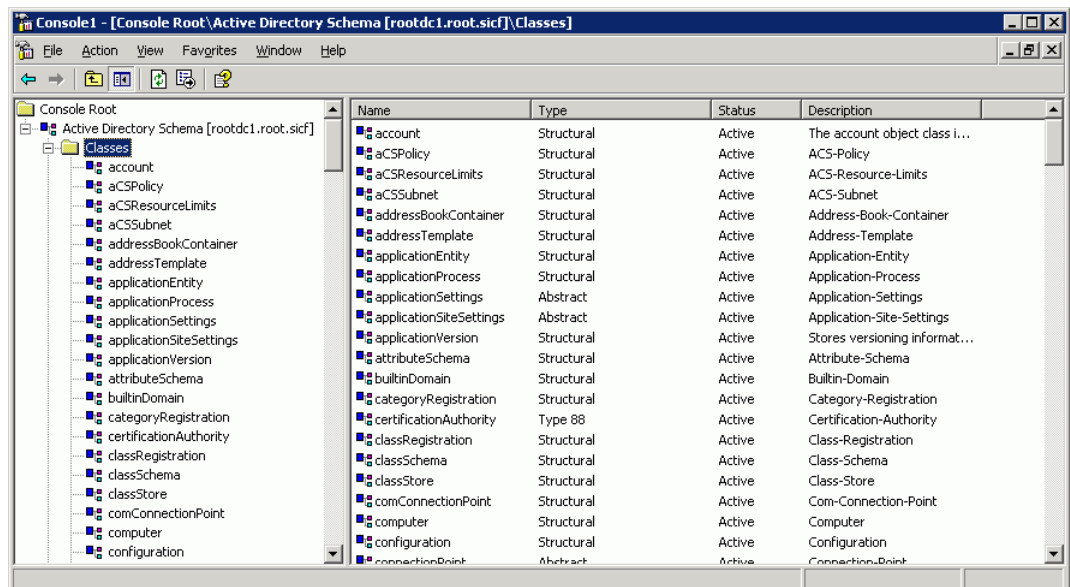 Console1 - [Console Root\Active Directory Schema [rootdc1.root.sicf]\Classes]
File Action View Favorites Window Help
Console Root
Active Directory Schema [rootdc1.root.sicf]
Classes
account
aCSPolicy
aCSResourceLimits
aCSSubnet
addressBookContainer
addressTemplate
applicationEntity
applicationProcess
applicationSettings
applicationSiteSettings
applicationVersion
attributeSchema
builtinDomain
categoryRegistration
certificationAuthority
classRegistration
classSchema
classStore
comConnectionPoint
computer
configuration
Name Type Status Description
account Structural Active The account object class i...
aCSPolicy Structural Active ACS-Policy
aCSResourceLimits Structural Active ACS-Resource-Limits
aCSSubnet Structural Active ACS-Subnet
addressBookContainer Structural Active Address-Book-Container
addressTemplate Structural Active Address-Template
applicationEntity Structural Active Application-Entity
applicationProcess Structural Active Application-Process
applicationSettings Abstract Active Application-Settings
applicationSiteSettings Abstract Active Application-Site-Settings
applicationVersion Structural Active Stores versioning informat...
attributeSchema Structural Active Attribute-Schema
builtinDomain Structural Active Builtin-Domain
categoryRegistration Structural Active Category-Registration
certificationAuthority Type 88 Active Certification-Authority
classRegistration Structural Active Class-Registration
classSchema Structural Active Class-Schema
classStore Structural Active Class-Store
comConnectionPoint Structural Active Com-Connection-Point
computer Structural Active Computer
configuration Structural Active Configuration
connectionPoint Abstract Active Connection-Point